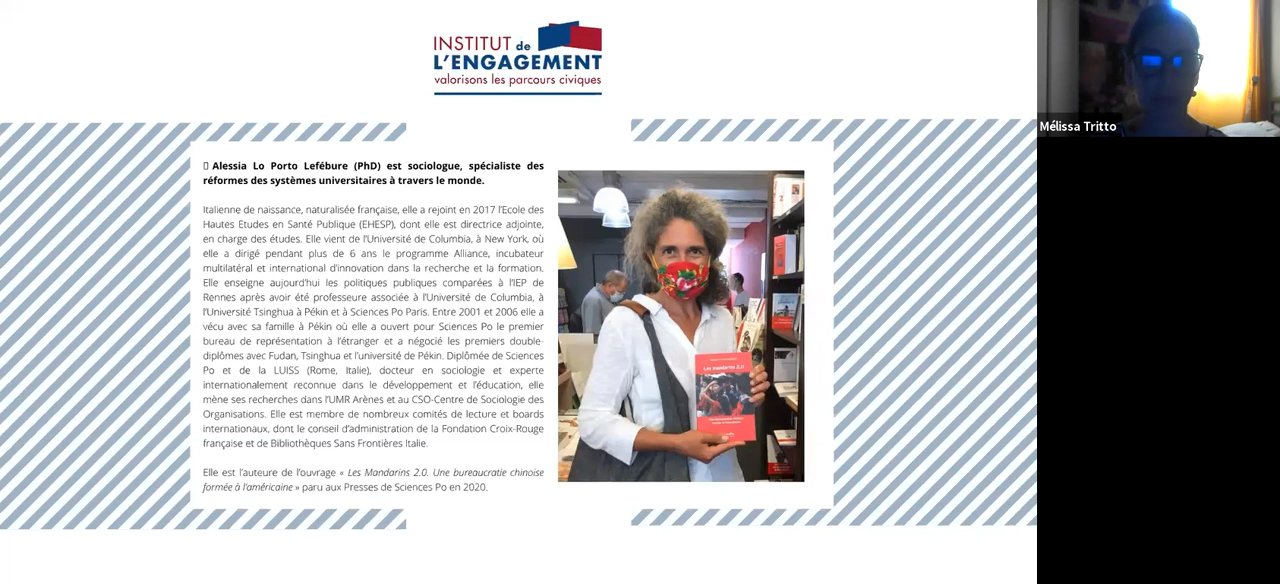 INSTITUT de
L'ENGAGEMENT
valorisons les parcours civiques
Mélissa Tritto
Alessia Lo Porto Lefébure (PhD) est sociologue, spécialiste des
réformes des systèmes universitaires à travers le monde.
Italienne de naissance, naturalisée française, elle a rejoint en 2017 l'Ecole des
Hautes Etudes en Santé Publique (EHESP), dont elle est directrice adjointe,
en charge des études. Elle vient de l'Université de Columbia, à New York, où
elle a dirigé pendant plus de 6 ans le programme Alliance, incubateur
multilatéral et international d'innovation dans la recherche et la formation.
Elle enseigne aujourd'hui les politiques publiques comparées à l'IEP de
Rennes après avoir été professeure associée à l'Université de Columbia, à
l'Université Tsinghua à Pékin et à Sciences Po Paris. Entre 2001 et 2006 elle a
vécu avec sa famille à Pékin où elle a ouvert pour Sciences Po le premier
bureau de représentation à l'étranger et a négocié les premiers double-
diplômes avec Fudan, Tsinghua et l'université de Pékin. Diplômée de Sciences
Po et de la LUISS (Rome, Italie), docteur en sociologie et experte
internationalement reconnue dans le développement et l'éducation, elle
mène ses recherches dans l'UMR Arènes et au CSO-Centre de Sociologie des
Organisations. Elle est membre de nombreux comités de lecture et boards
internationaux, dont le conseil d'administration de la Fondation Croix-Rouge
française et de Bibliothèques Sans Frontières Italie.
Elle est l'auteure de l'ouvrage « Les Mandarins 2.0. Une bureaucratie chinoise
formée à l'américaine » paru aux Presses de Sciences Po en 2020.
Les Mandarins 2.0